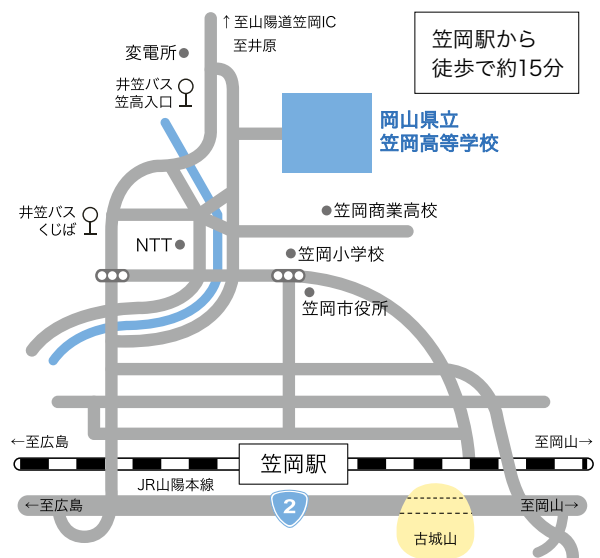 ↑至山陽道笠岡IC
至井原
笠岡駅から
徒歩で約15分
変電所
井笠バス
笠高入口
岡山県立
笠岡高等学校
井笠バス
くじば
笠岡商業高校
NTT
笠岡小学校
笠岡市役所
←至広島
至岡山→
笠岡駅
JR山陽本線
←至広島
2
至岡山→
古城山